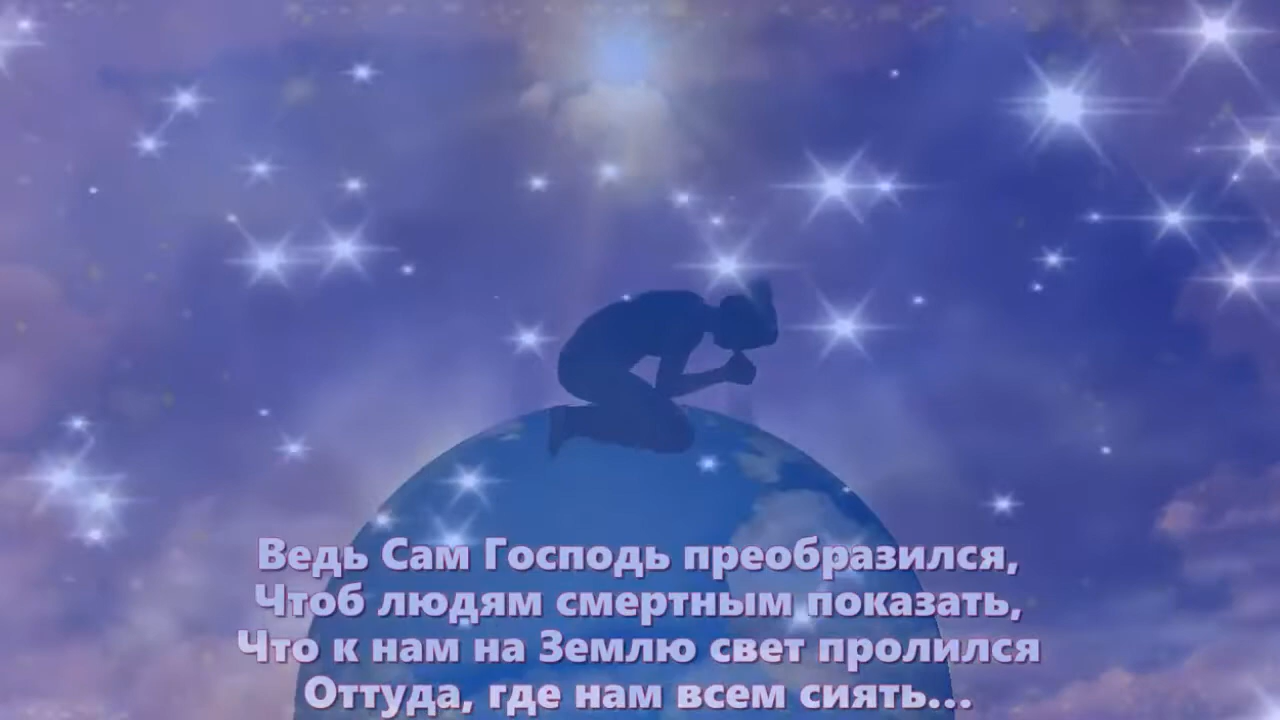 Ведь Сам Господь преобразился,
Чтоб людям смертным показать,
Что к нам на Землю свет пролился
Оттуда, где нам всем сиять...